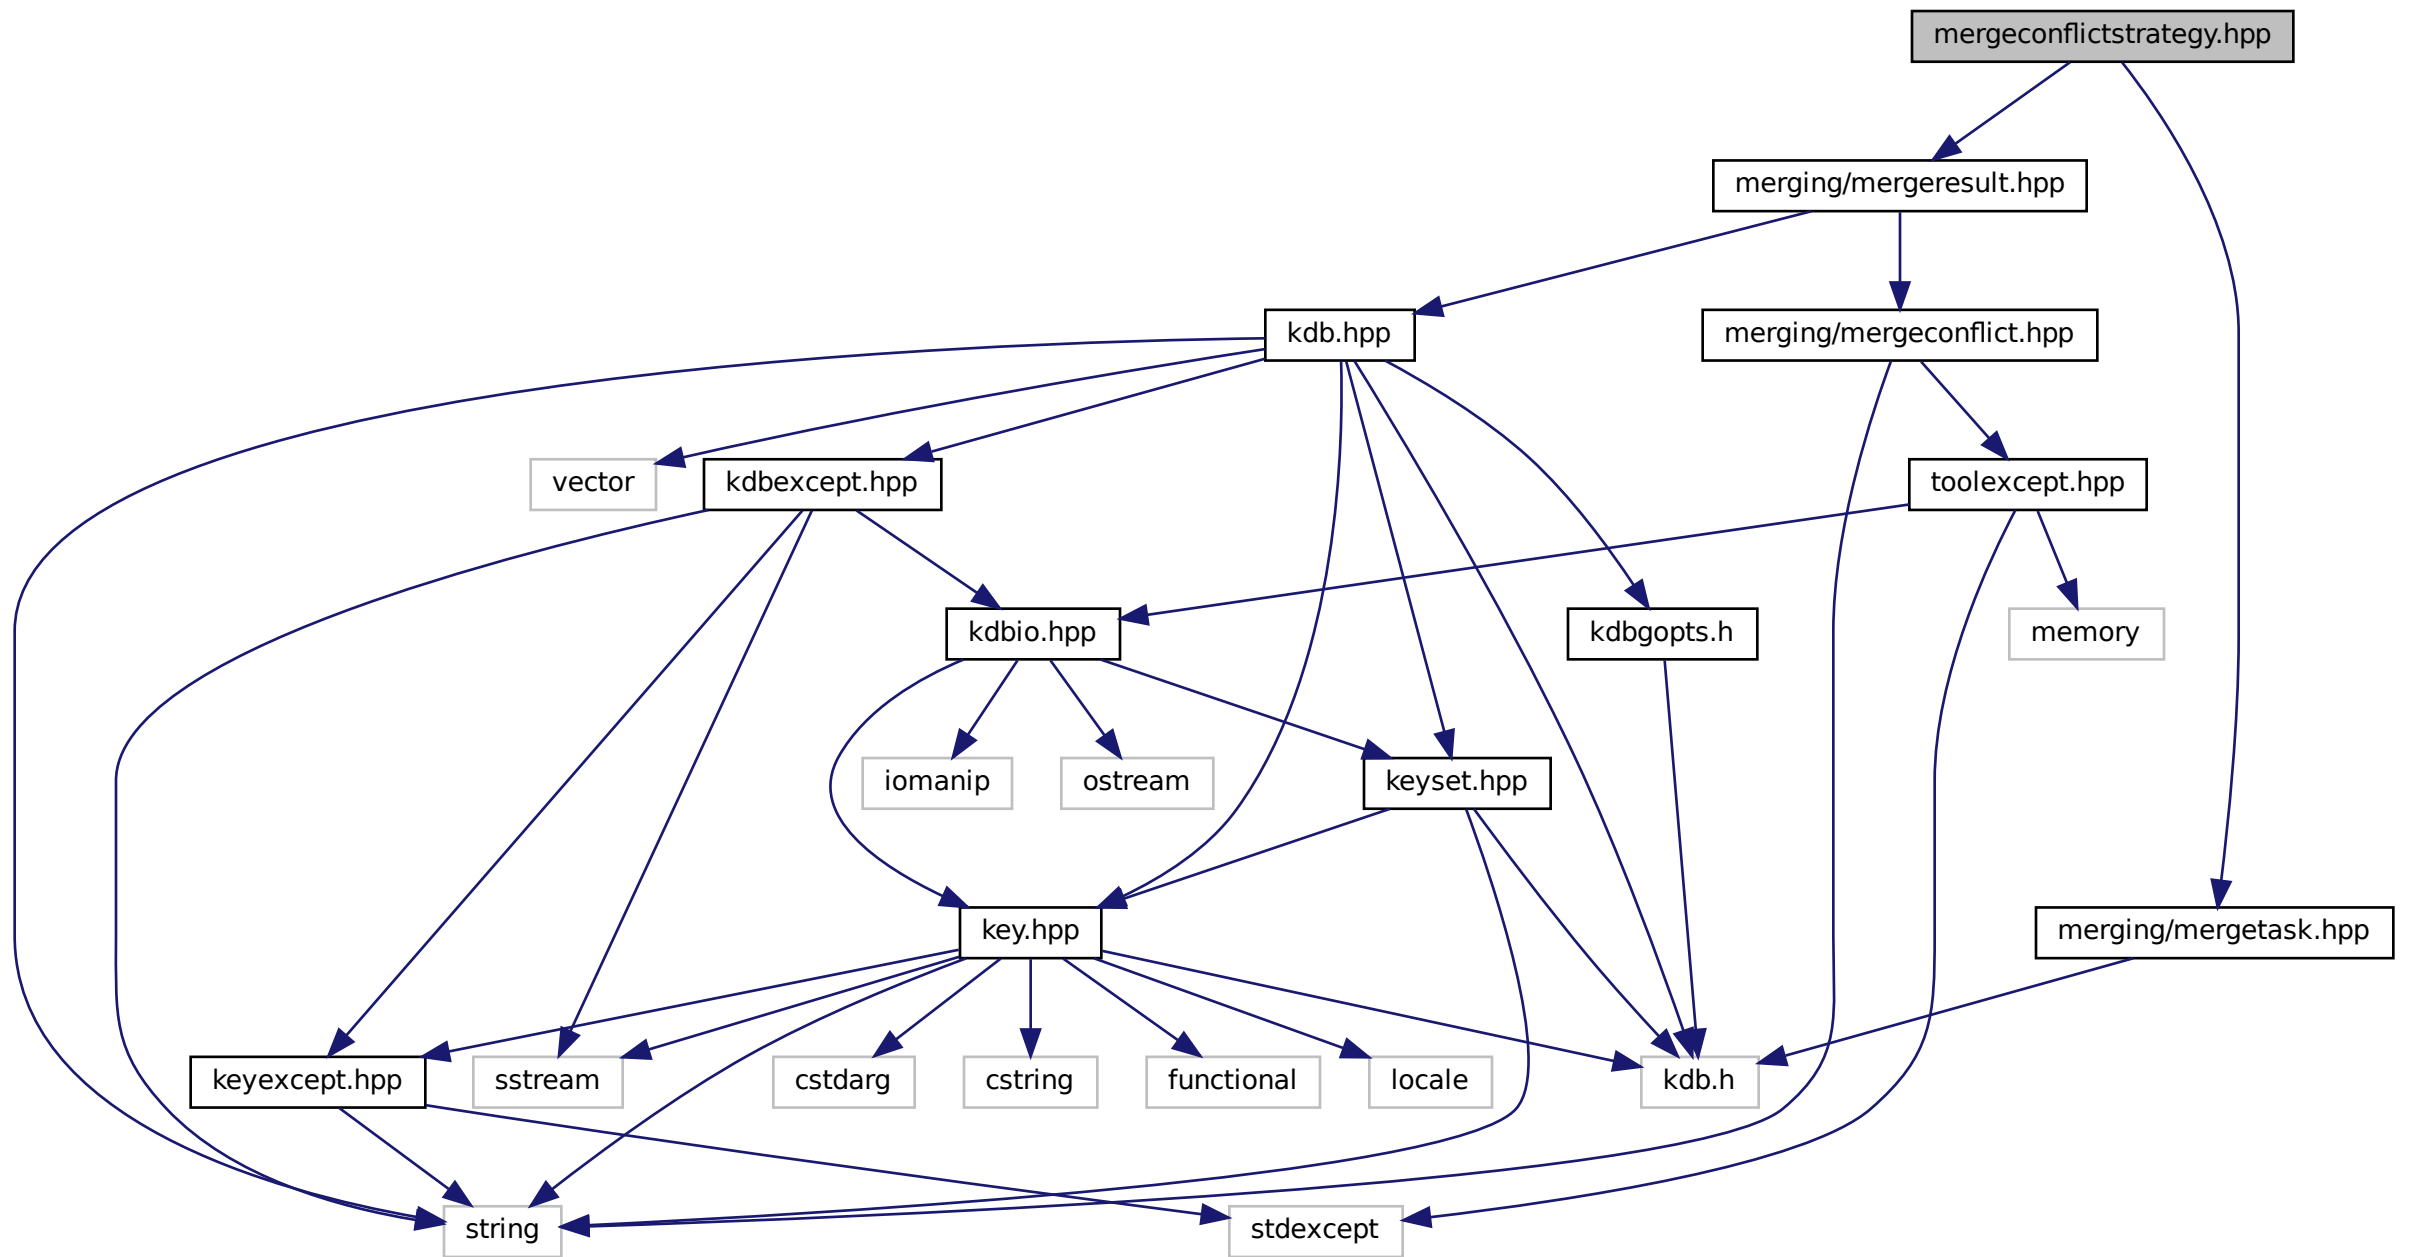 mergeconflictstrategy.hpp
merging/mergeresult.hpp
kdb.hpp
merging/mergeconflict.hpp
vector
kdbexcept.hpp
toolexcept.hpp
kdbio.hpp
kdbgopts.h
memory
iomanip
ostream
keyset.hpp
key.hpp
merging/mergetask.hpp
keyexcept.hpp
sstream
cstdarg
cstring
functional
locale
kdb.h
string
stdexcept